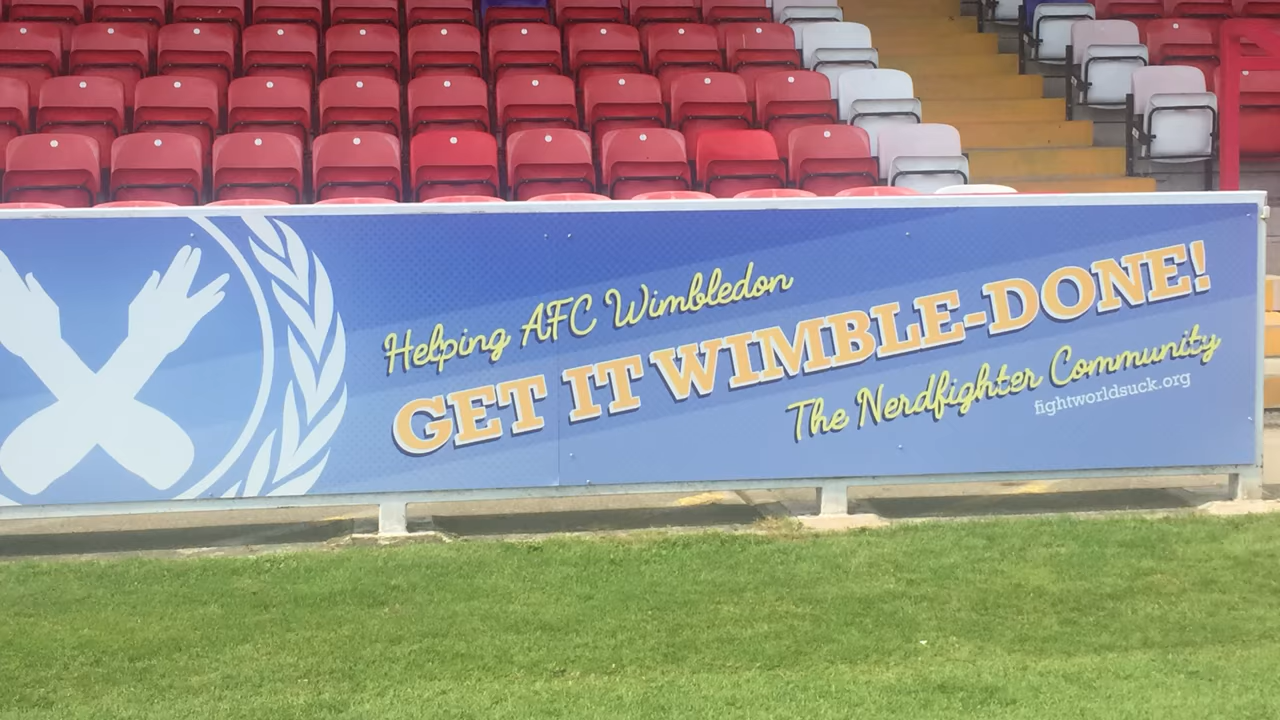 Helping AFC Wimbledon
GET IT WIMBLE-DONE!
The Nerdfighter Community
fightworldsuck.org